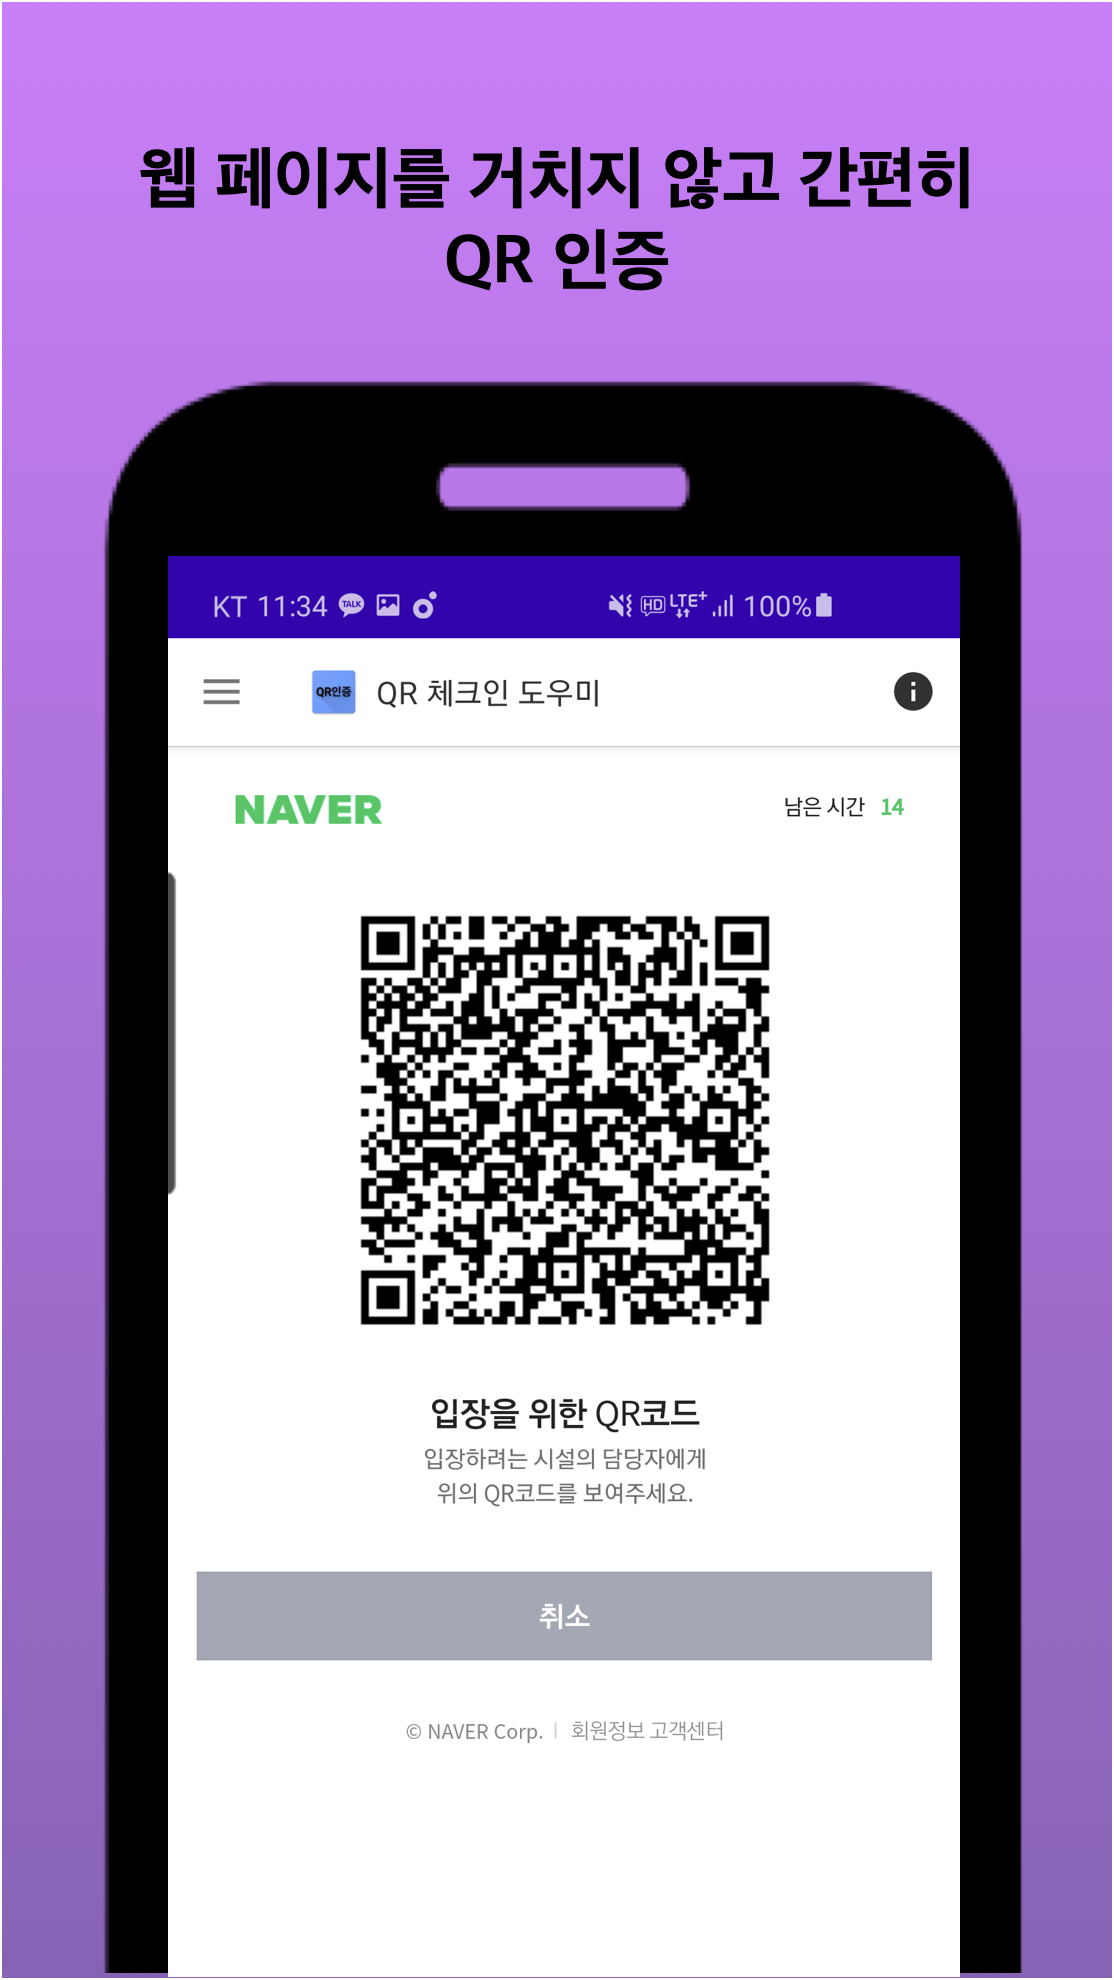 웹 페이지를 거치지 않고 간편히
QR 인증
KT 11:34 TALK HD LTE+ 100%
QR인증 QR 체크인 도우미
NAVER 남은 시간 14
입장을 위한 QR코드
입장하려는 시설의 담당자에게
위의 QR코드를 보여주세요.
취소
© NAVER Corp. | 회원정보 고객센터